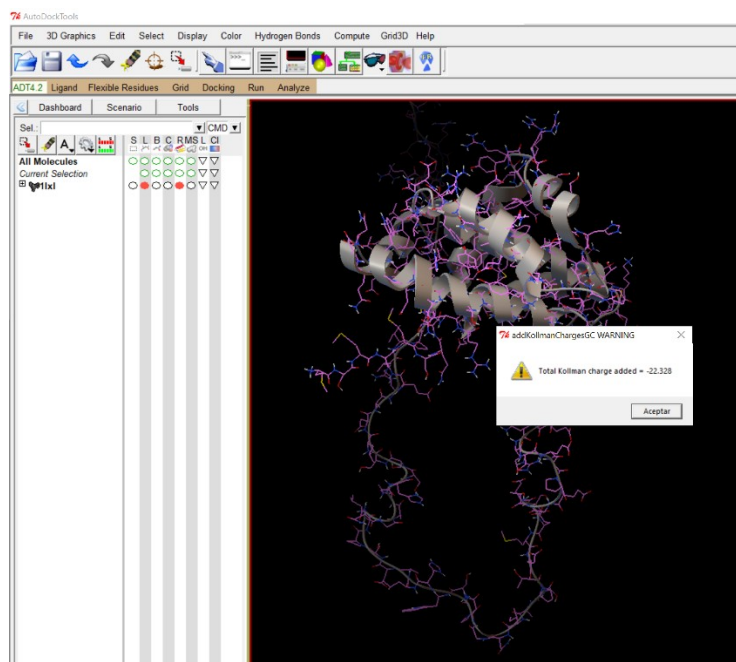 AutoDockTools
File 3D Graphics Edit Select Display Color Hydrogen Bonds Compute Grid3D Help
ADT4.2 Ligand Flexible Residues Grid Docking Run Analyze
Dashboard Scenario Tools
Sel.: CMD
S L B C R MS L Cl
All Molecules
Current Selection
1lxl
addKollmanChargesGC WARNING
Total Kollman charge added = -22.328
Aceptar